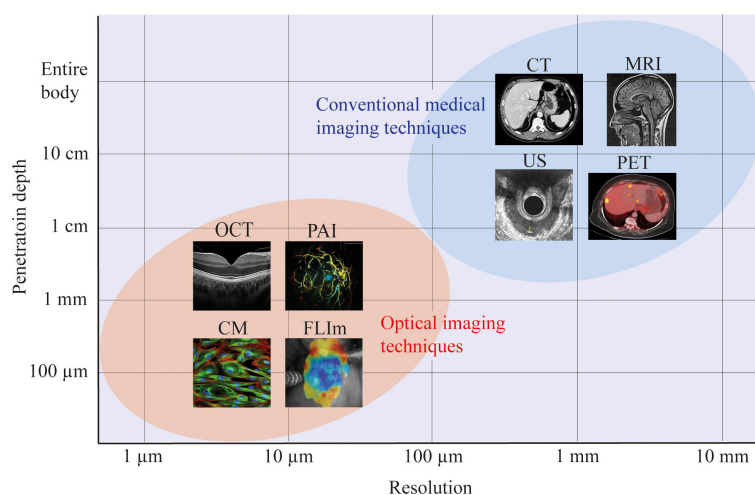 Entire
body
10 cm
1 cm
1 mm
100 µm
Penetratoin depth
CT
MRI
Conventional medical
imaging techniques
US
PET
OCT
PAI
CM
FLIm
Optical imaging
techniques
1 µm
10 µm
100 µm
1 mm
10 mm
Resolution